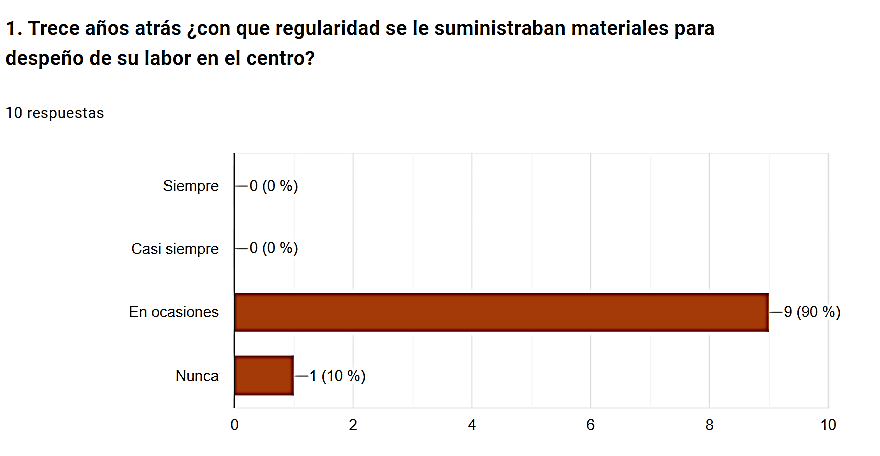 1. Trece años atrás ¿con que regularidad se le suministraban materiales para
despeño de su labor en el centro?
10 respuestas
Siempre 0 (0 %)
Casi siempre 0 (0 %)
En ocasiones 9 (90 %)
Nunca 1 (10 %)
0 2 4 6 8 10